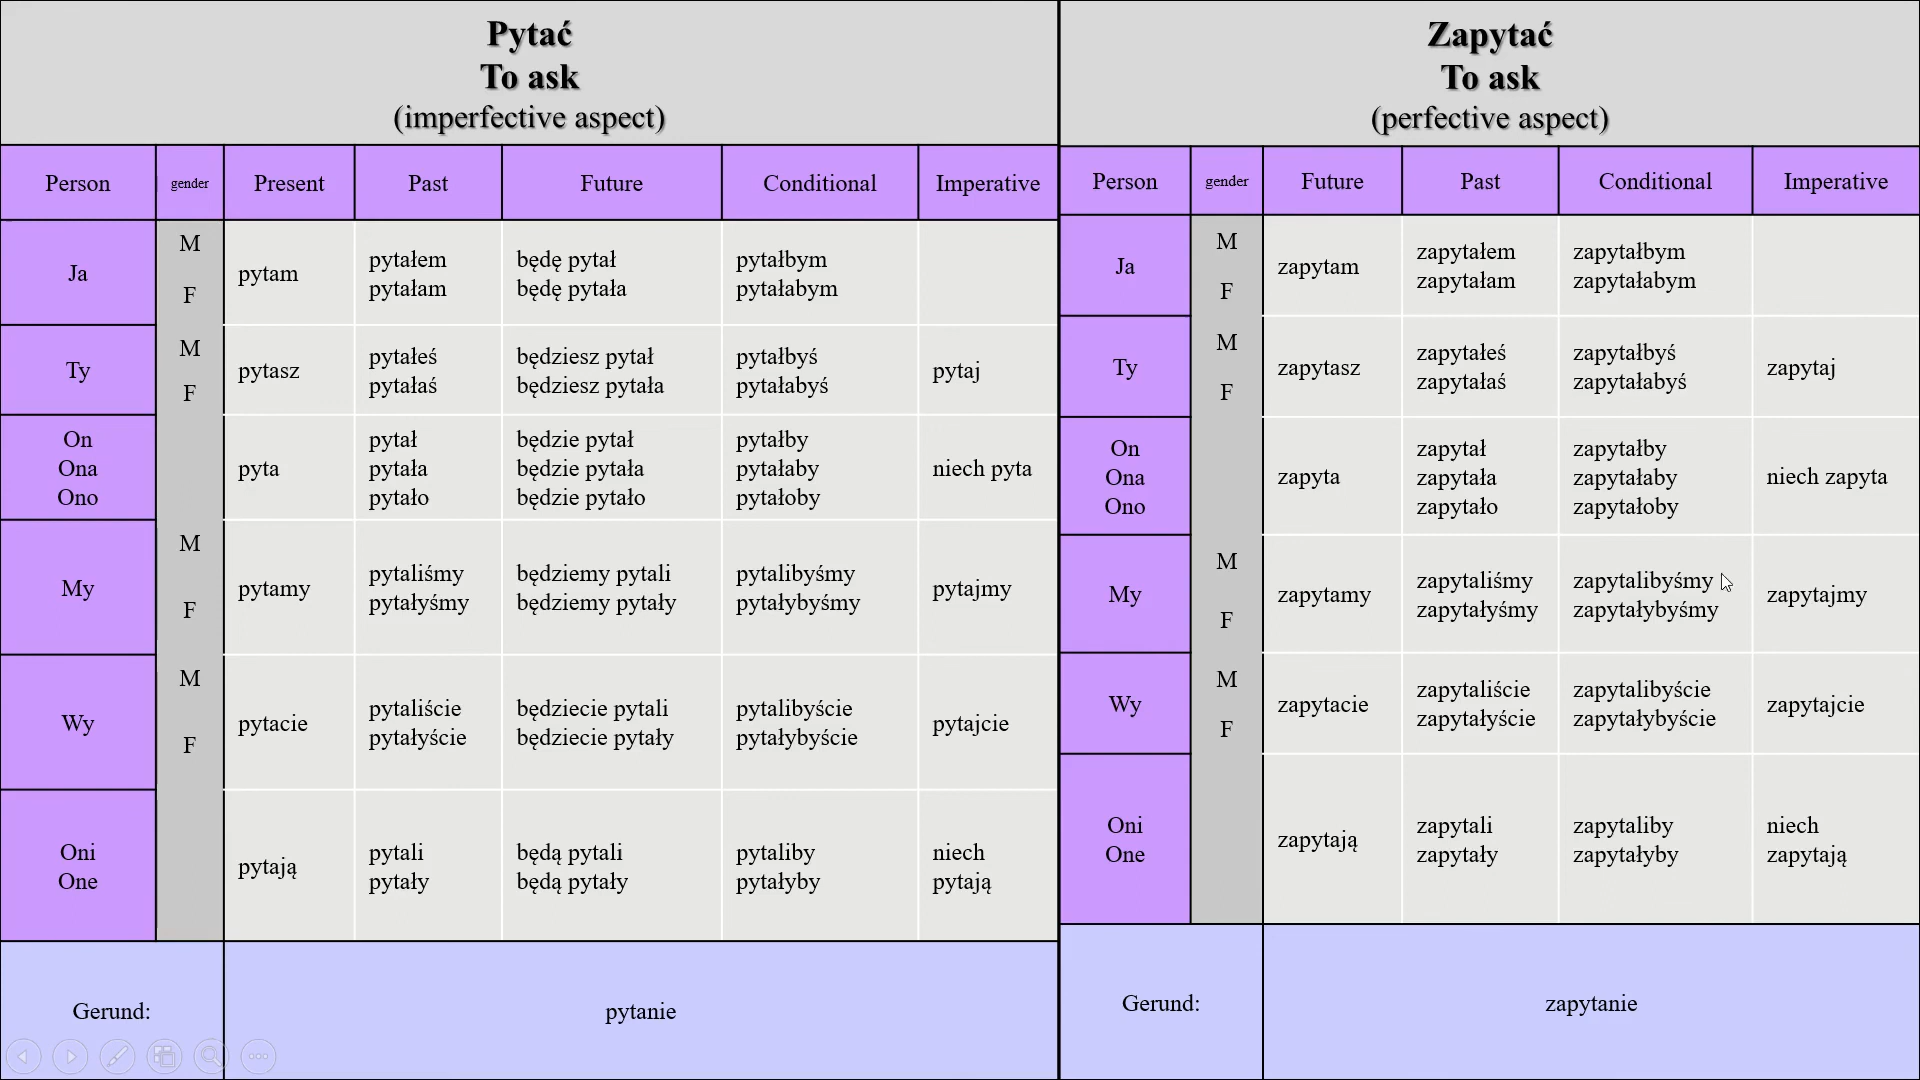 Pytać
To ask
(imperfective aspect)
Person gender Present Past Future Conditional Imperative
Ja
M
F
pytam
pytałem
pytałam
będę pytał
będę pytała
pytałbym
pytałabym
Ty
M
F
pytasz
pytałeś
pytałaś
będziesz pytał
będziesz pytała
pytałbyś
pytałabyś
pytaj
On
Ona
Ono
pyta
pytał
pytała
pytało
będzie pytał
będzie pytała
będzie pytało
pytałby
pytałaby
pytałoby
niech pyta
My
M
F
pytamy
pytaliśmy
pytałyśmy
będziemy pytali
będziemy pytały
pytalibyśmy
pytałybyśmy
pytajmy
Wy
M
F
pytacie
pytaliście
pytałyście
będziecie pytali
będziecie pytały
pytalibyście
pytałybyście
pytajcie
Oni
One
pytają
pytali
pytały
będą pytali
będą pytały
pytaliby
pytałyby
niech
pytają
Gerund:
pytanie
Zapytać
To ask
(perfective aspect)
Person gender Future Past Conditional Imperative
Ja
M
F
zapytam
zapytałem
zapytałam
zapytałbym
zapytałabym
Ty
M
F
zapytasz
zapytałeś
zapytałaś
zapytałbyś
zapytałabyś
zapytaj
On
Ona
Ono
zapyta
zapytał
zapytała
zapytało
zapytałby
zapytałaby
zapytałoby
niech zapyta
My
M
F
zapytamy
zapytaliśmy
zapytałyśmy
zapytalibyśmy
zapytałybyśmy
zapytajmy
Wy
M
F
zapytacie
zapytaliście
zapytałyście
zapytalibyście
zapytałybyście
zapytajcie
Oni
One
zapytają
zapytali
zapytały
zapytaliby
zapytałyby
niech
zapytają
Gerund:
zapytanie